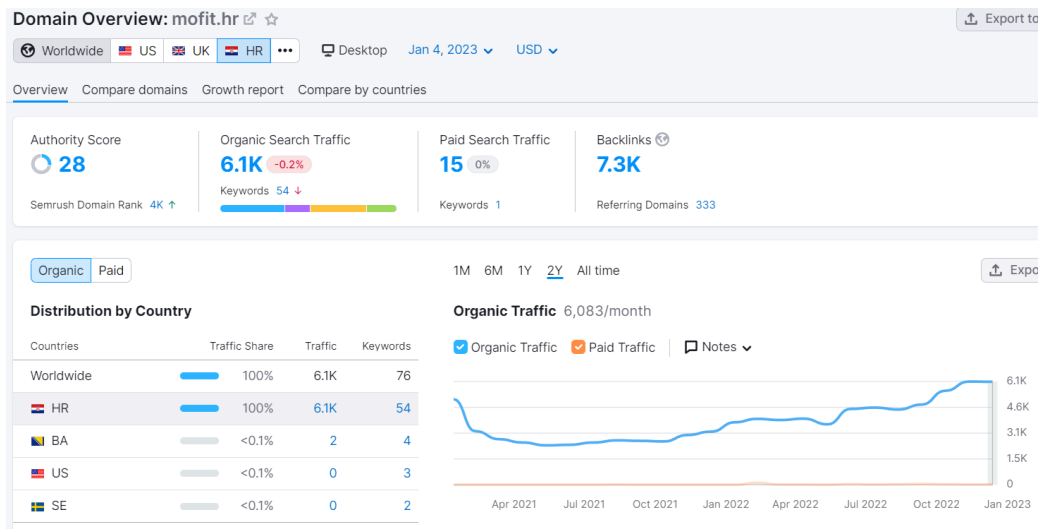 Domain Overview: mofit.hr
Export to
Worldwide US UK HR ••• Desktop Jan 4, 2023 USD
Overview Compare domains Growth report Compare by countries
Authority Score Organic Search Traffic Paid Search Traffic Backlinks
28 6.1K -0.2% 15 0% 7.3K
Keywords 54 ↓
Semrush Domain Rank 4K ↑ Keywords 1 Referring Domains 333
Organic Paid 1M 6M 1Y 2Y All time Expo
Distribution by Country Organic Traffic 6,083/month
Countries Traffic Share Traffic Keywords Organic Traffic Paid Traffic Notes
Worldwide 100% 6.1K 76
HR 100% 6.1K 54
BA <0.1% 2 4
US <0.1% 0 3
SE <0.1% 0 2
6.1K
4.6K
3.1K
1.5K
0
Apr 2021 Jul 2021 Oct 2021 Jan 2022 Apr 2022 Jul 2022 Oct 2022 Jan 2023